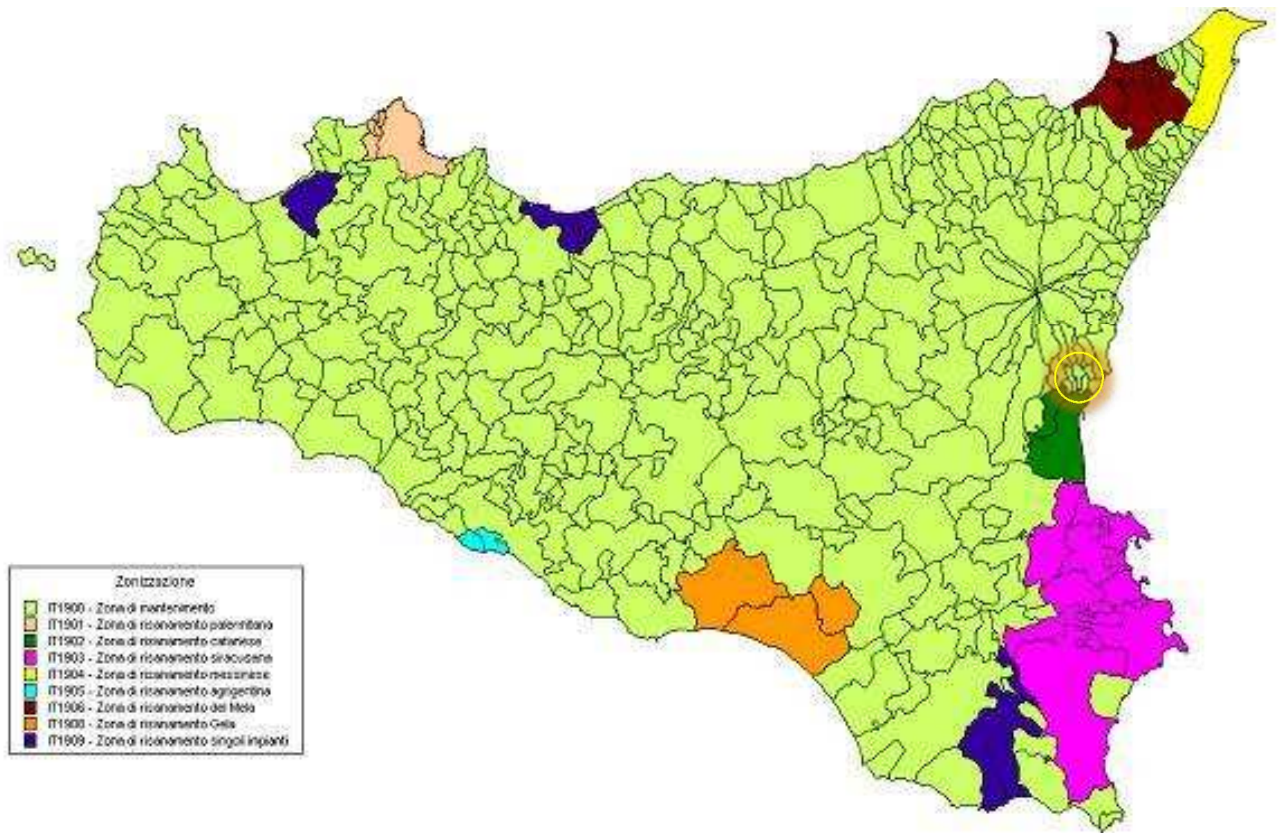 Zonizzazione
IT1900 - Zona di mantenimento
IT1901 - Zona di risanamento palermitana
IT1902 - Zona di risanamento catanese
IT1903 - Zona di risanamento siracusana
IT1904 - Zona di risanamento messinese
IT1905 - Zona di risanamento agrigentina
IT1906 - Zona di risanamento del Mela
IT1908 - Zona di risanamento Gela
IT1909 - Zona di risanamento singoli impianti